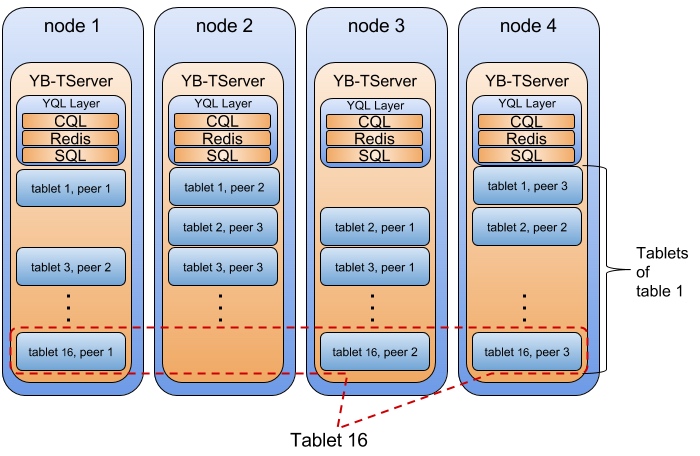 node 1
YB-TServer
YQL Layer
CQL
Redis
SQL
tablet 1, peer 1
tablet 3, peer 2
tablet 16, peer 1
node 2
YB-TServer
YQL Layer
CQL
Redis
SQL
tablet 1, peer 2
tablet 2, peer 3
tablet 3, peer 3
node 3
YB-TServer
YQL Layer
CQL
Redis
SQL
tablet 2, peer 1
tablet 3, peer 1
tablet 16, peer 2
node 4
YB-TServer
YQL Layer
CQL
Redis
SQL
tablet 1, peer 3
tablet 2, peer 2
tablet 16, peer 3
Tablets
of
table 1
Tablet 16